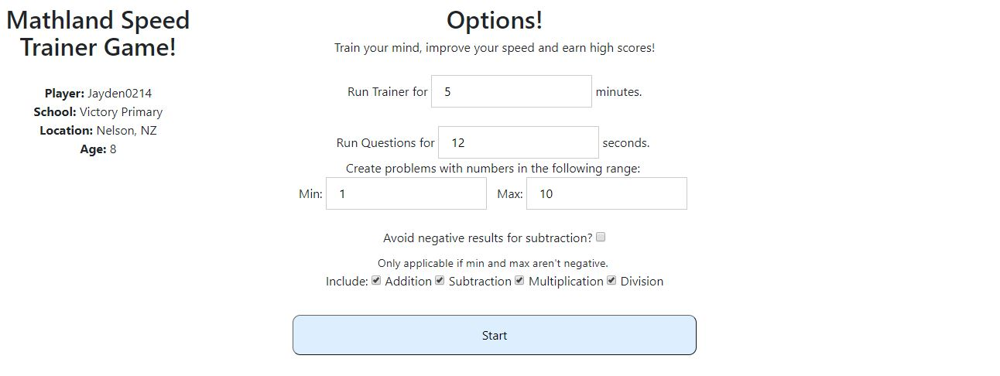 Mathland Speed
Trainer Game!
Player: Jayden0214
School: Victory Primary
Location: Nelson, NZ
Age: 8
Options!
Train your mind, improve your speed and earn high scores!
Run Trainer for 5 minutes.
Run Questions for 12 seconds.
Create problems with numbers in the following range:
Min: 1 Max: 10
Avoid negative results for subtraction?
Only applicable if min and max aren't negative.
Include: Addition Subtraction Multiplication Division
Start